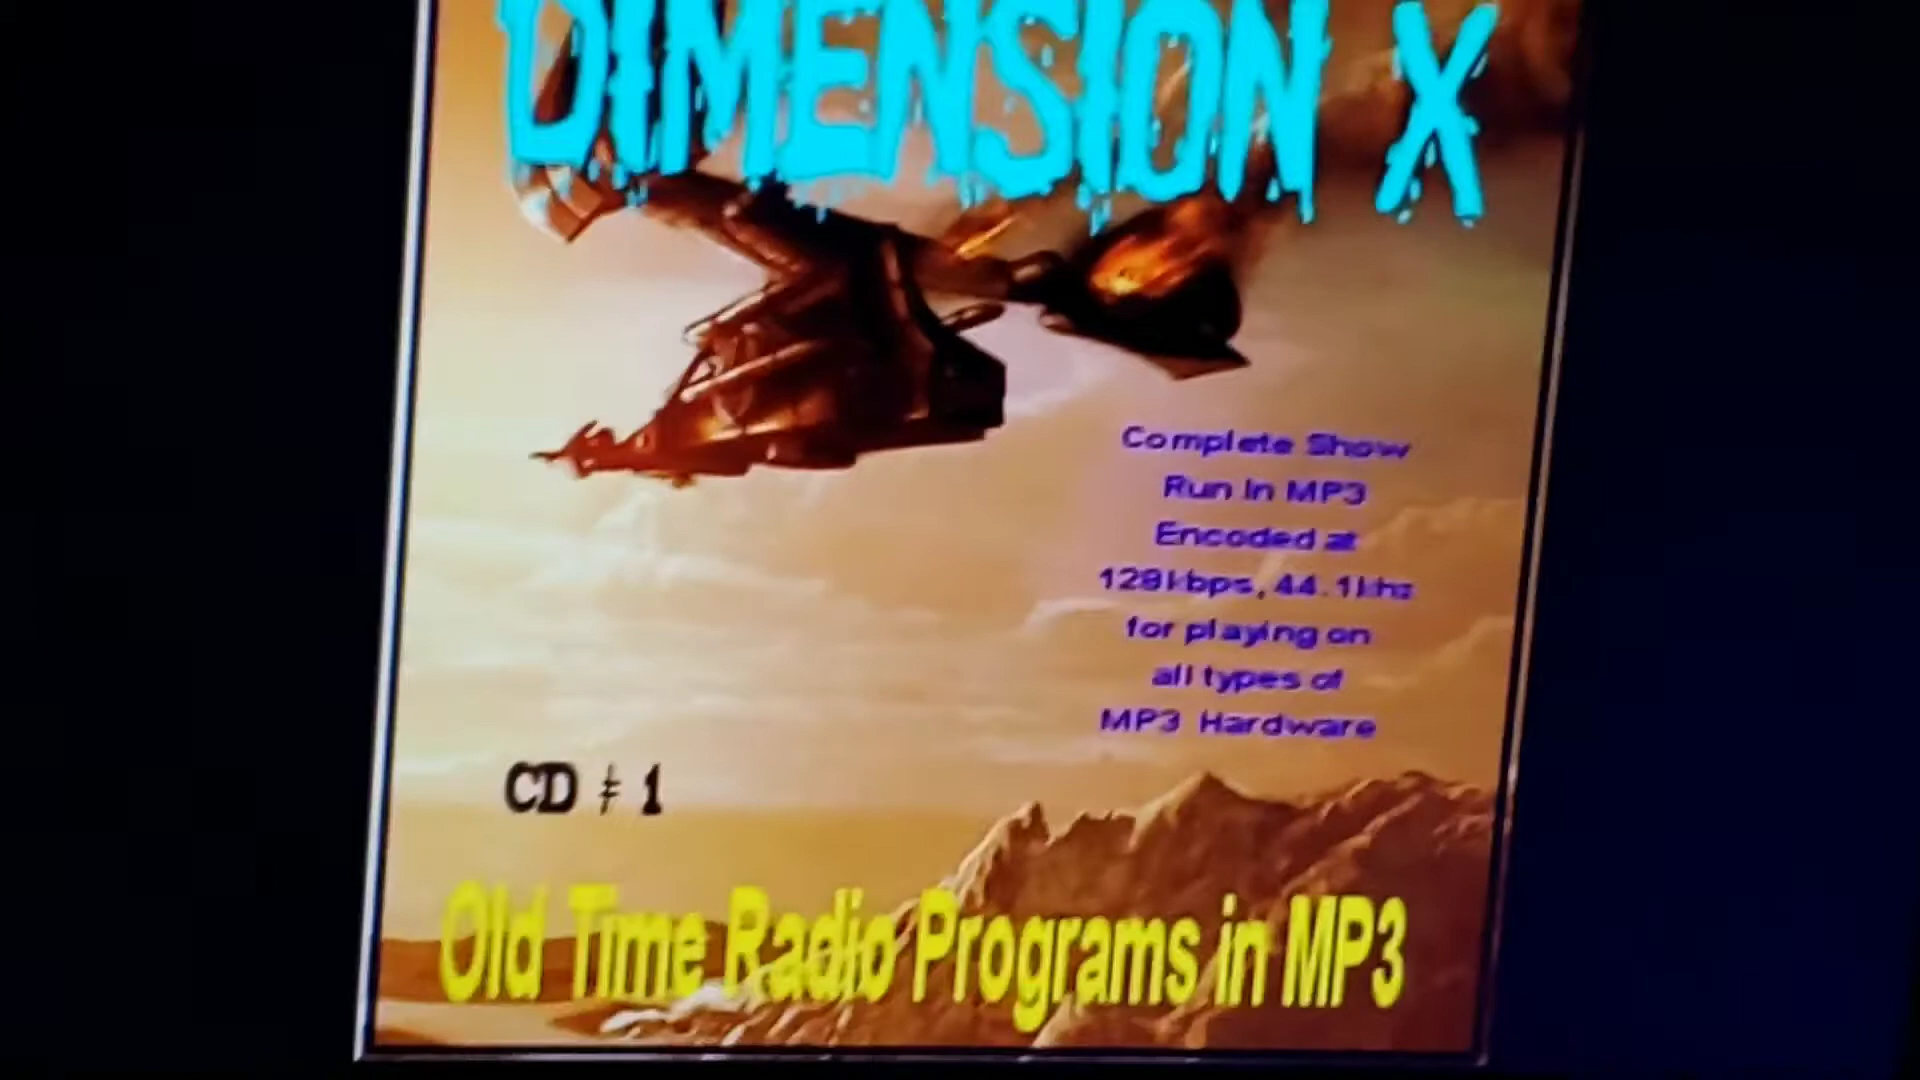 DIMENSION X
Complete Show
Run In MP3
Encoded at
128kbps, 44.1khz
for playing on
all types of
MP3 Hardware
CD # 1
Old Time Radio Programs in MP3